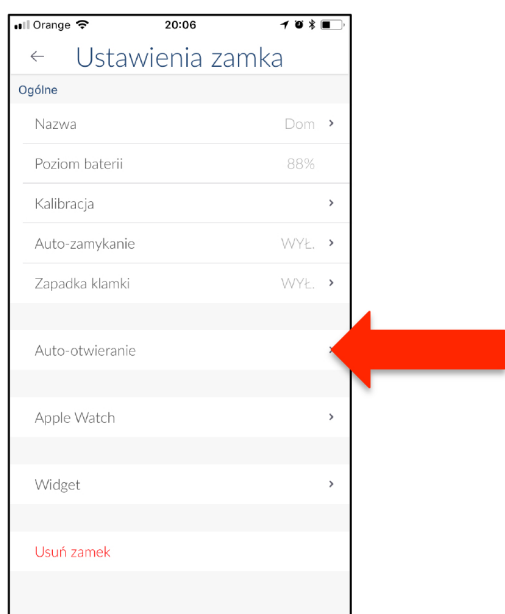 Orange 20:06
← Ustawienia zamka
Ogólne
Nazwa Dom >
Poziom baterii 88%
Kalibracja >
Auto-zamykanie WYŁ. >
Zapadka klamki WYŁ. >
Auto-otwieranie
Apple Watch >
Widget >
Usuń zamek